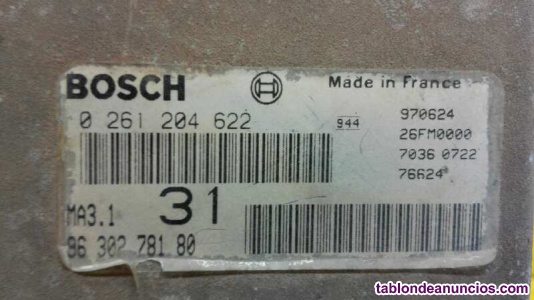 BOSCH
Made in France
0 261 204 622
944
970624
26FM0000
7036 0722
76624
MA3.1
31
96 302 781 80
tablondeanuncios.com